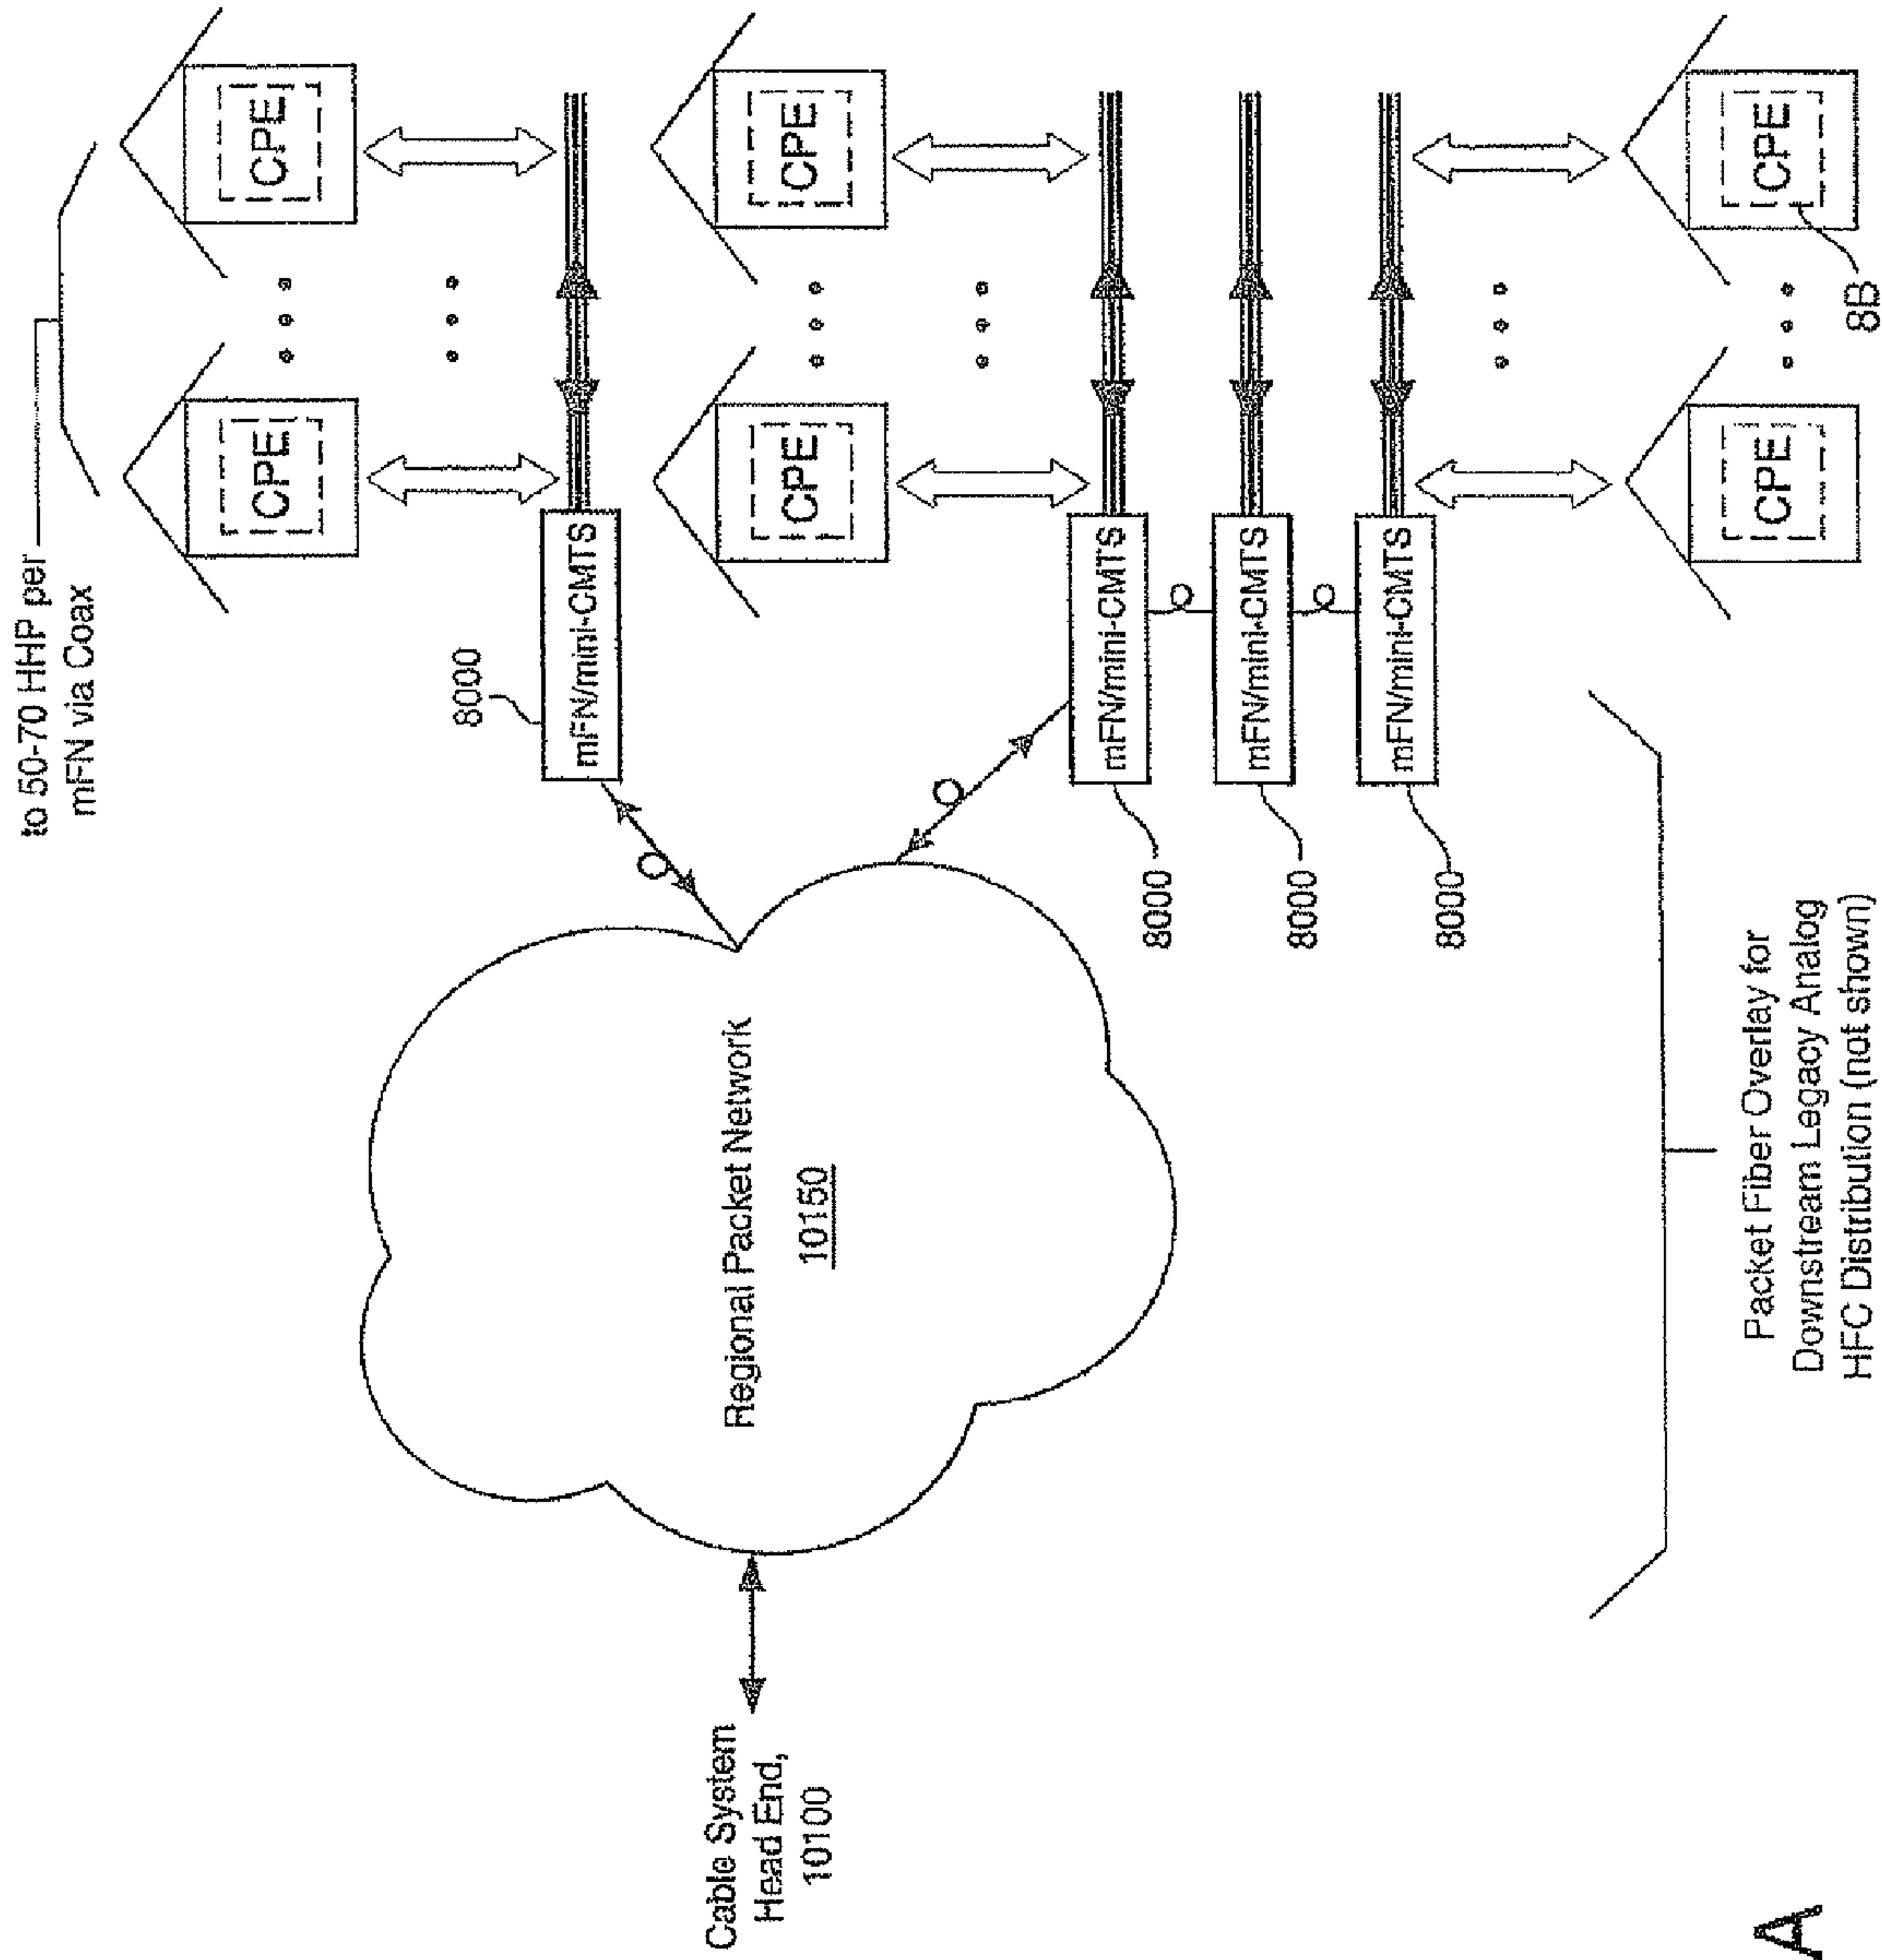 to 50-70 HHP per
mFN via Coax
CPE
CPE
8000
mFN/mini-CMTS
CPE
CPE
mFN/mini-CMTS
mFN/mini-CMTS
mFN/mini-CMTS
8000
8000
8000
Regional Packet Network
10150
Cable System
Head End,
10100
CPE
CPE
8B
Packet Fiber Overlay for
Downstream Legacy Analog
HFC Distribution (not shown)
A